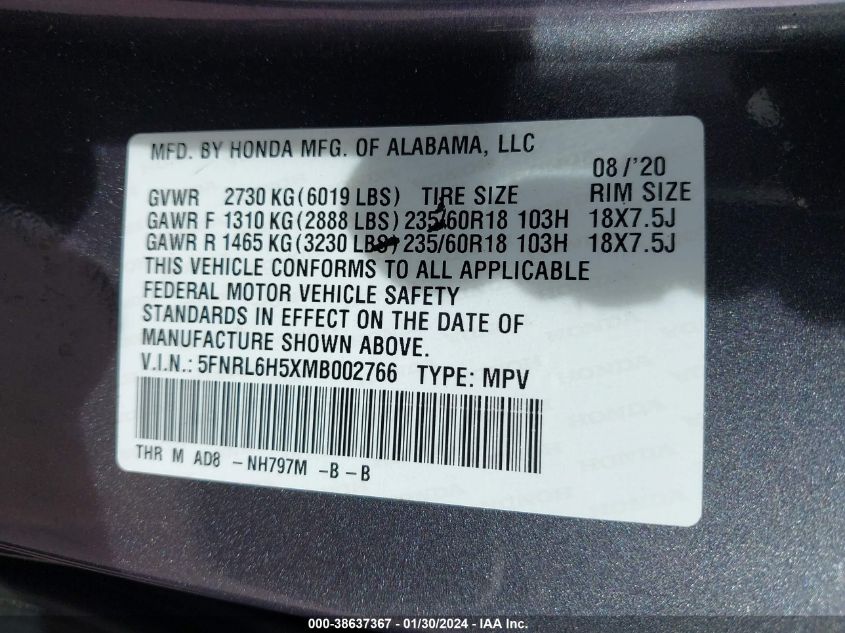 MFD. BY HONDA MFG. OF ALABAMA, LLC
08/'20
GVWR 2730 KG(6019 LBS) TIRE SIZE RIM SIZE
GAWR F 1310 KG(2888 LBS) 235/60R18 103H 18X7.5J
GAWR R 1465 KG(3230 LBS) 235/60R18 103H 18X7.5J
THIS VEHICLE CONFORMS TO ALL APPLICABLE
FEDERAL MOTOR VEHICLE SAFETY
STANDARDS IN EFFECT ON THE DATE OF
MANUFACTURE SHOWN ABOVE.
V.I.N.: 5FNRL6H5XMB002766 TYPE: MPV
THR M AD8 -NH797M -B-B
000-38637367 - 01/30/2024 - IAA Inc.